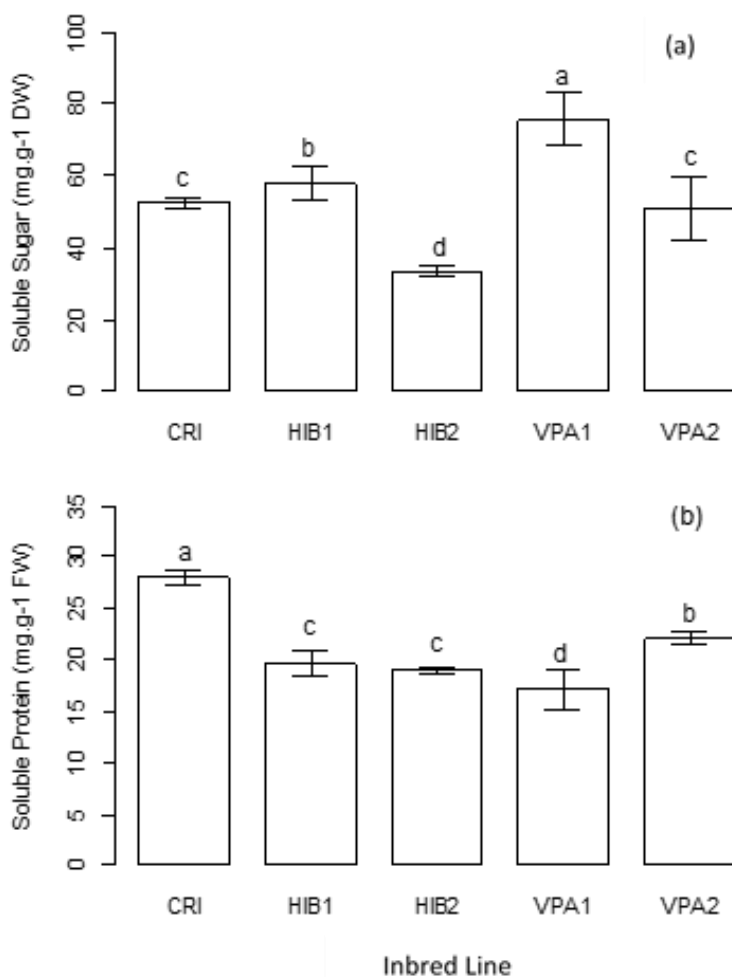 (a)
Soluble Sugar (mg.g-1 DW)
100
80
60
40
20
0
c
b
d
a
c
CRI HIB1 HIB2 VPA1 VPA2
(b)
Soluble Protein (mg.g-1 FW)
35
30
25
20
15
10
5
0
a
c
c
d
b
CRI HIB1 HIB2 VPA1 VPA2
Inbred Line